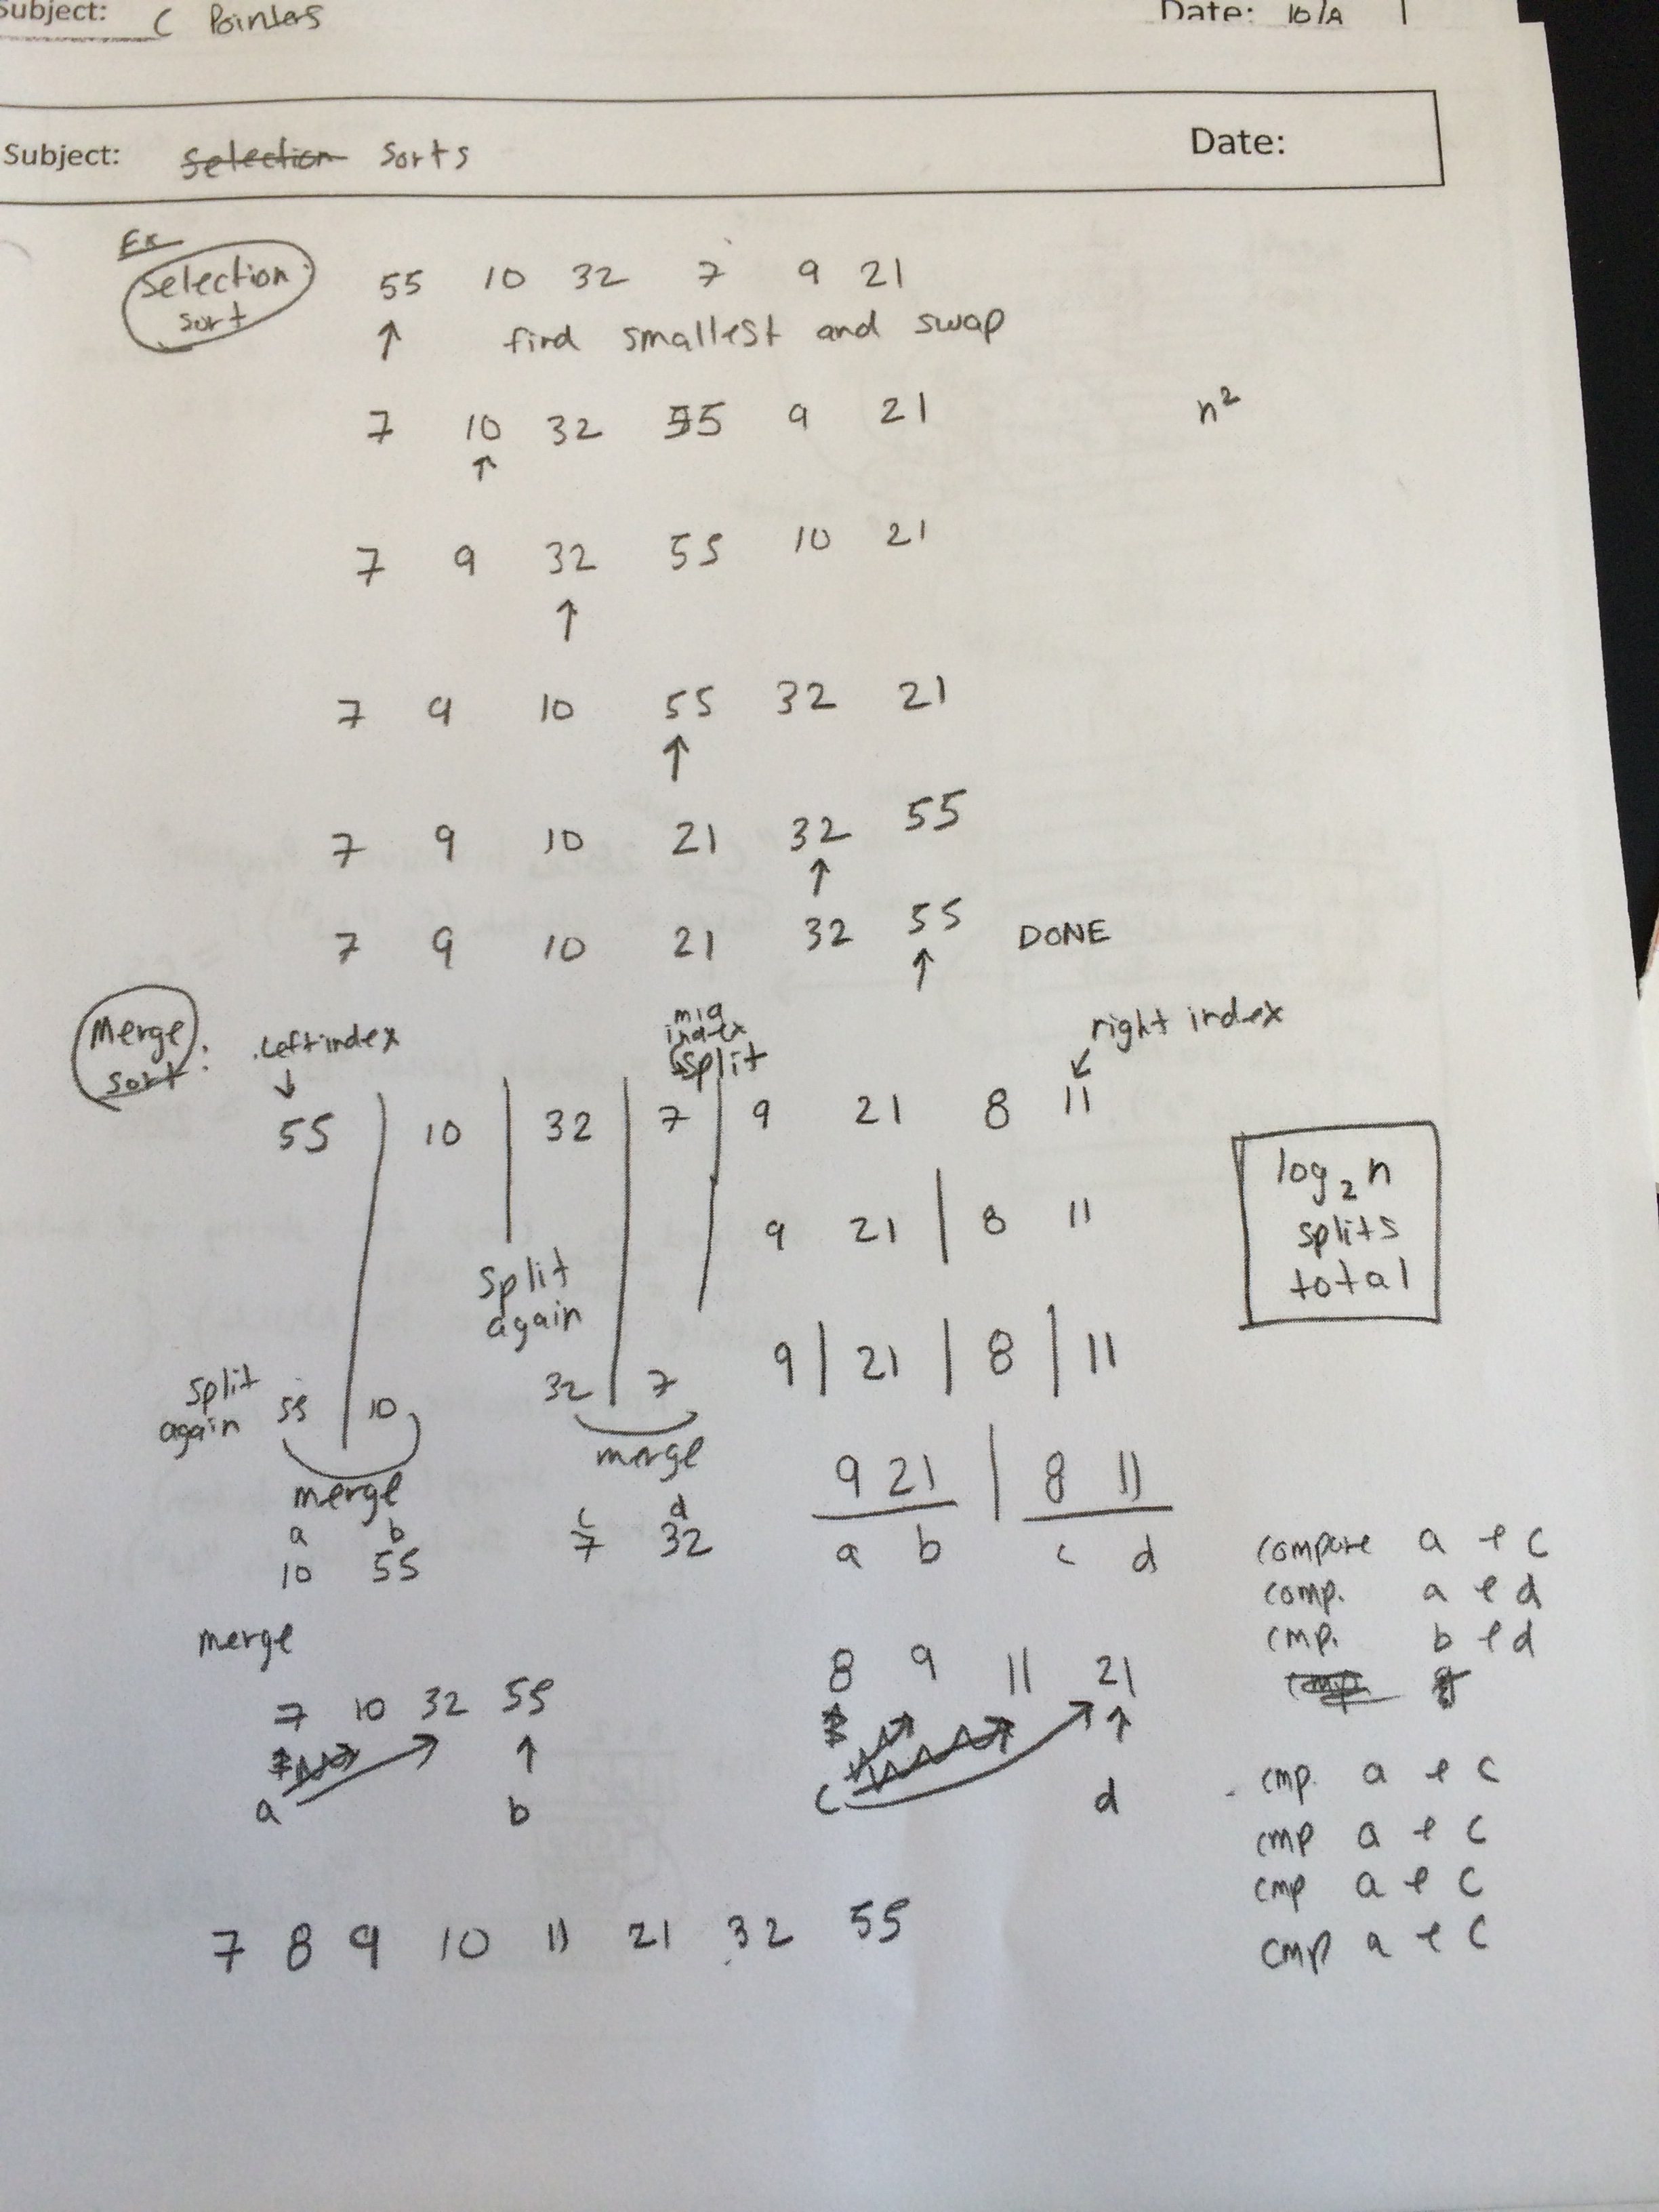 Subject: C Pointers Date:
Subject: Selection Sorts Date:
Ex
Selection sort
55 10 32 7 9 21
find smallest and swap
7 10 32 55 9 21 n²
7 9 32 55 10 21
7 9 10 55 32 21
7 9 10 21 32 55
7 9 10 21 32 55 DONE
Merge sort:
Left index
mid index
split
right index
55 10 32 7 9 21 8 11
9 21 8 11
log₂n
splits
total
split again
9 21 8 11
split again
55 10 32 7
merge merge
9 21 8 11
a b c d
10 55 7 32
a b c d
compare a & c
comp. a & d
cmp. b & d
merge
8 9 11 21
7 10 32 55
a b c d
cmp. a & c
cmp a & c
cmp a & c
cmp a & c
7 8 9 10 11 21 32 55